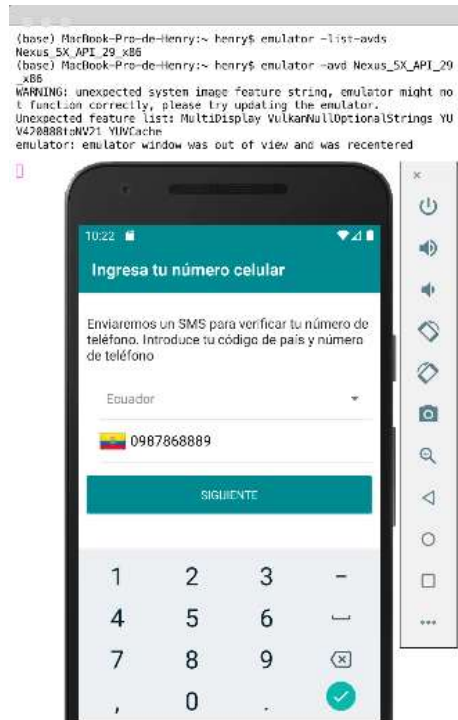 (base) MacBook-Pro-de-Henry:~ henry$ emulator -list-avds
Nexus_5X_API_29_x86
(base) MacBook-Pro-de-Henry:~ henry$ emulator -avd Nexus_5X_API_29
_x86
WARNING: unexpected system image feature string, emulator might no
t function correctly, please try updating the emulator.
Unexpected feature list: MultiDisplay VulkanNullOptionalStrings YU
V420888toNV21 YUVCache
emulator: emulator window was out of view and was recentered
10:22
Ingresa tu número celular
Enviaremos un SMS para verificar tu número de
teléfono. Introduce tu código de país y número
de teléfono
Ecuador
0987868889
SIGUIENTE
1 2 3 -
4 5 6
7 8 9
, 0 .